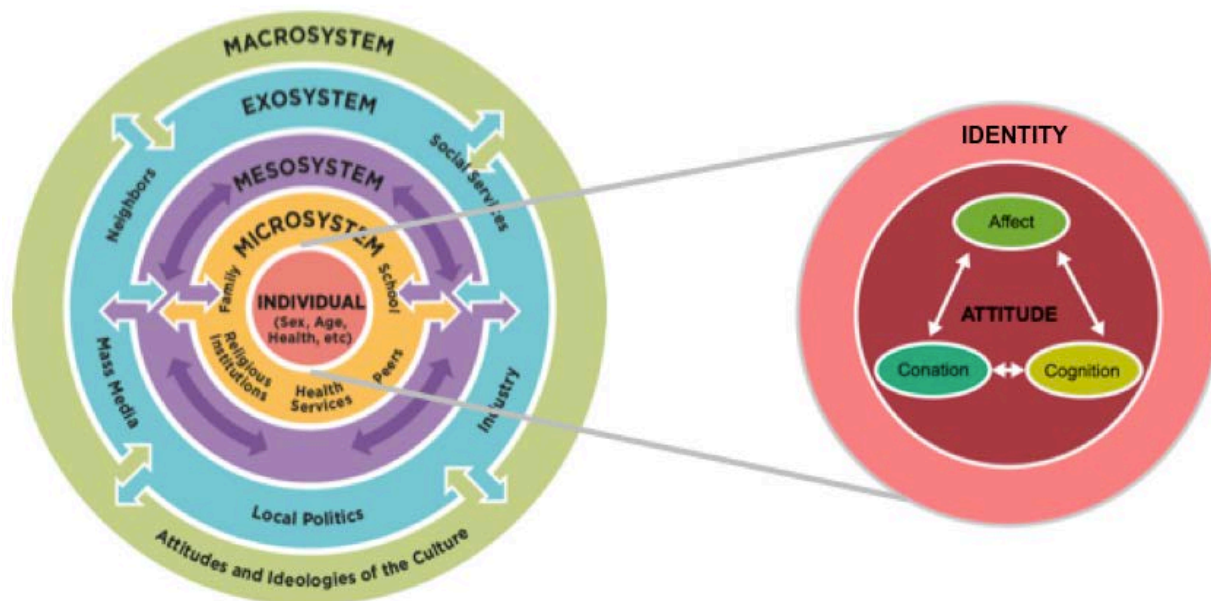 MACROSYSTEM
EXOSYSTEM
MESOSYSTEM
MICROSYSTEM
INDIVIDUAL
(Sex, Age,
Health, etc)
Family
School
Religious
Institutions
Health
Services
Peers
Neighbors
Social Services
Mass Media
Industry
Local Politics
Attitudes and Ideologies of the Culture
IDENTITY
Affect
ATTITUDE
Conation
Cognition